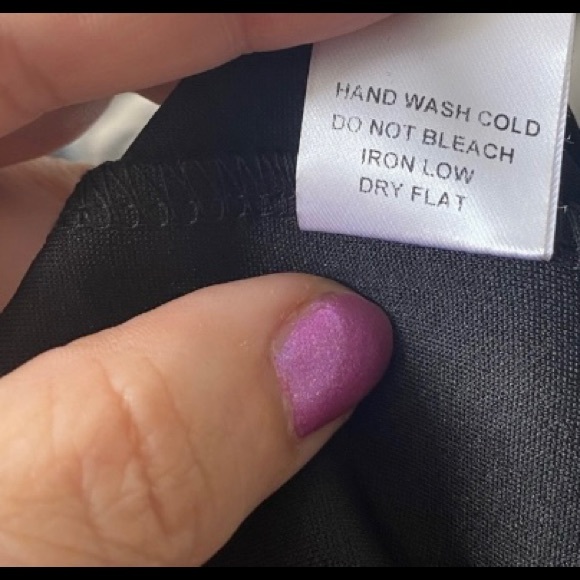 HAND WASH COLD
DO NOT BLEACH
IRON LOW
DRY FLAT